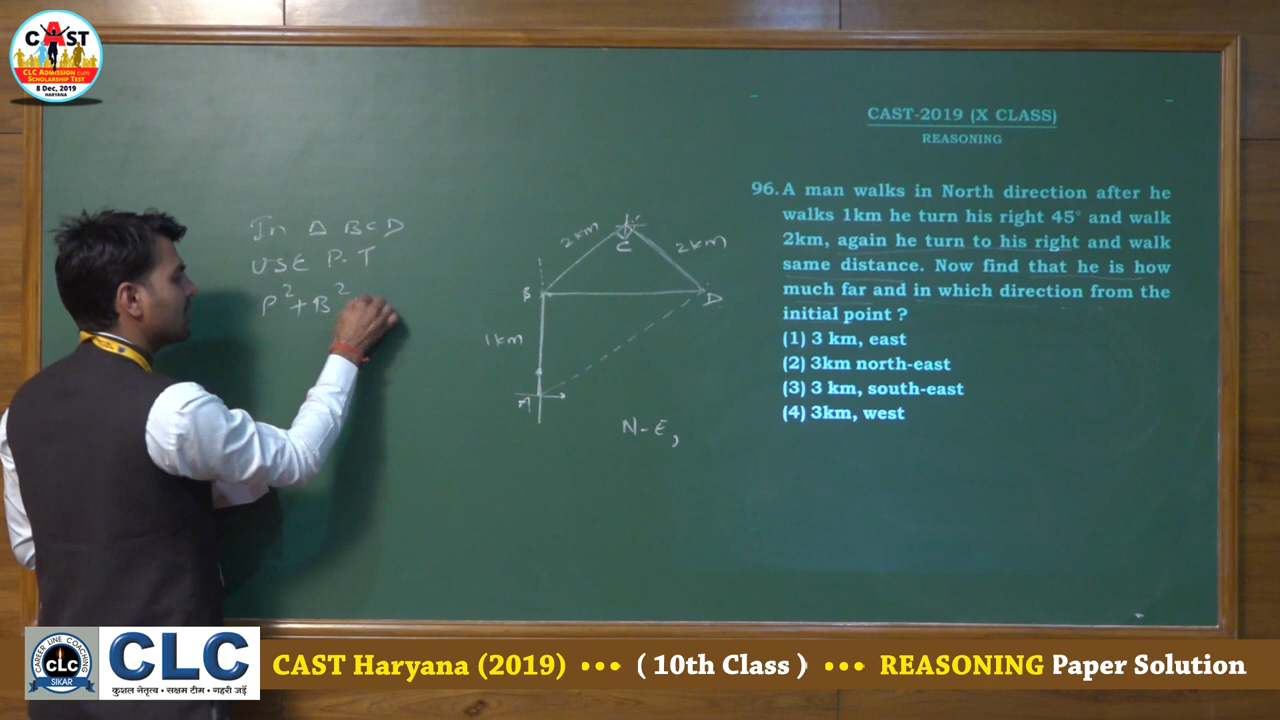 CAST
CLC ADMISSION CUM
SCHOLARSHIP TEST
8 Dec, 2019
HARYANA
CAST-2019 (X CLASS)
REASONING
96. A man walks in North direction after he
walks 1km he turn his right 45° and walk
2km, again he turn to his right and walk
same distance. Now find that he is how
much far and in which direction from the
initial point ?
(1) 3 km, east
(2) 3km north-east
(3) 3 km, south-east
(4) 3km, west
In Δ BCD
USE P.T
P²+B²
2km
C
2km
B
D
1km
A
N-E,
CAREER LINE COACHING
CLC
SIKAR
CLC
कुशल नेतृत्व • सक्षम टीम • गहरी जड़ें
CAST Haryana (2019) ••• ( 10th Class ) ••• REASONING Paper Solution